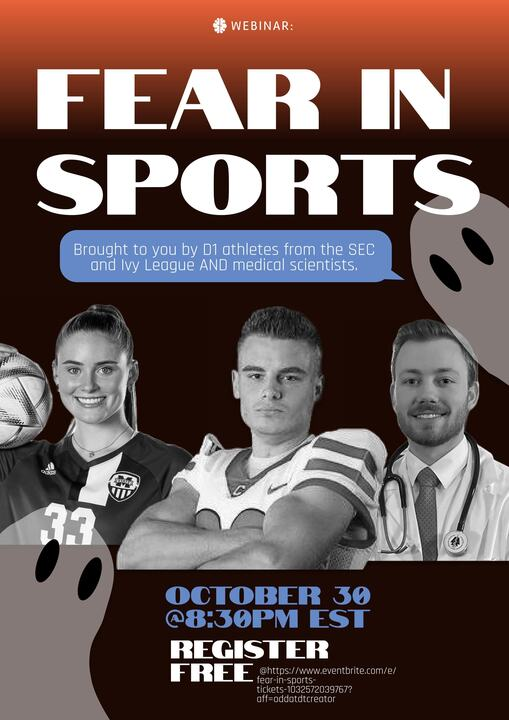 WEBINAR:
FEAR IN
SPORTS
Brought to you by D1 athletes from the SEC
and Ivy League AND medical scientists.
33
OCTOBER 30
@8:30PM EST
REGISTER
FREE @https://www.eventbrite.com/e/
fear-in-sports-
tickets-1032572039767?
aff=oddatdtcreator